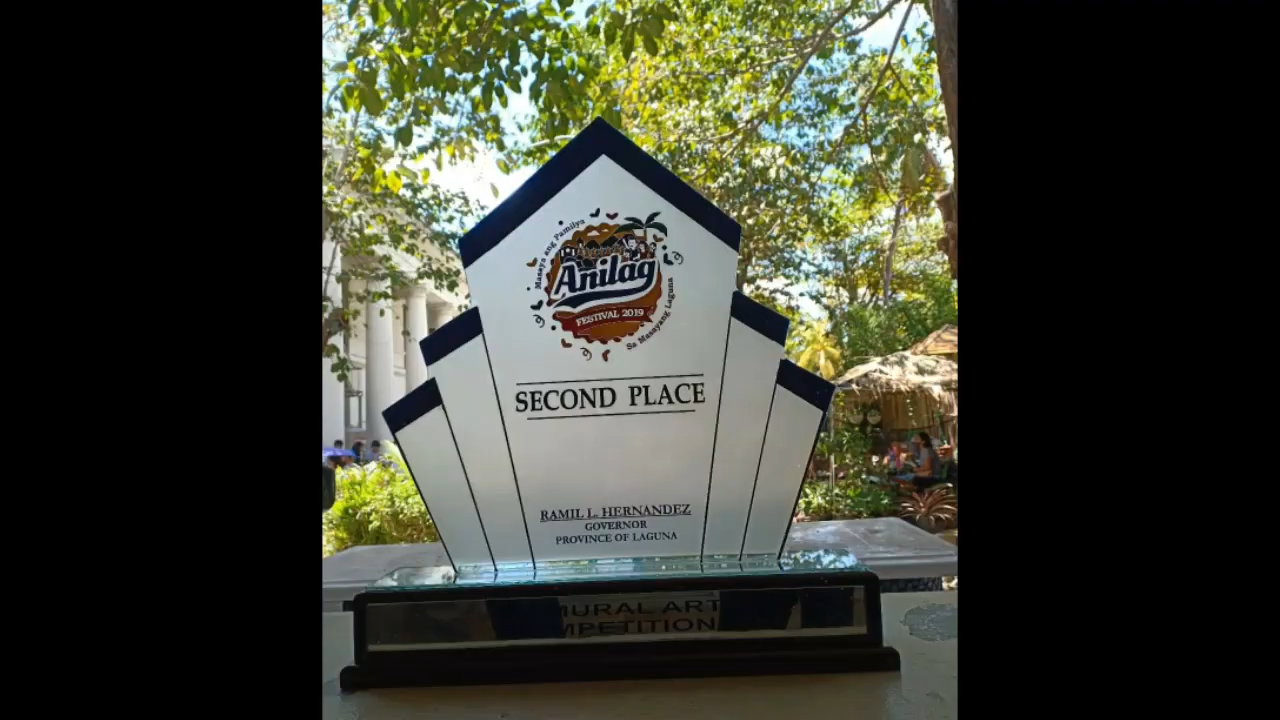 Masaya ang Pamilya
Anilag
FESTIVAL 2019
Sa Masayang Laguna
SECOND PLACE
RAMIL L. HERNANDEZ
GOVERNOR
PROVINCE OF LAGUNA
MURAL ART
MPETITION